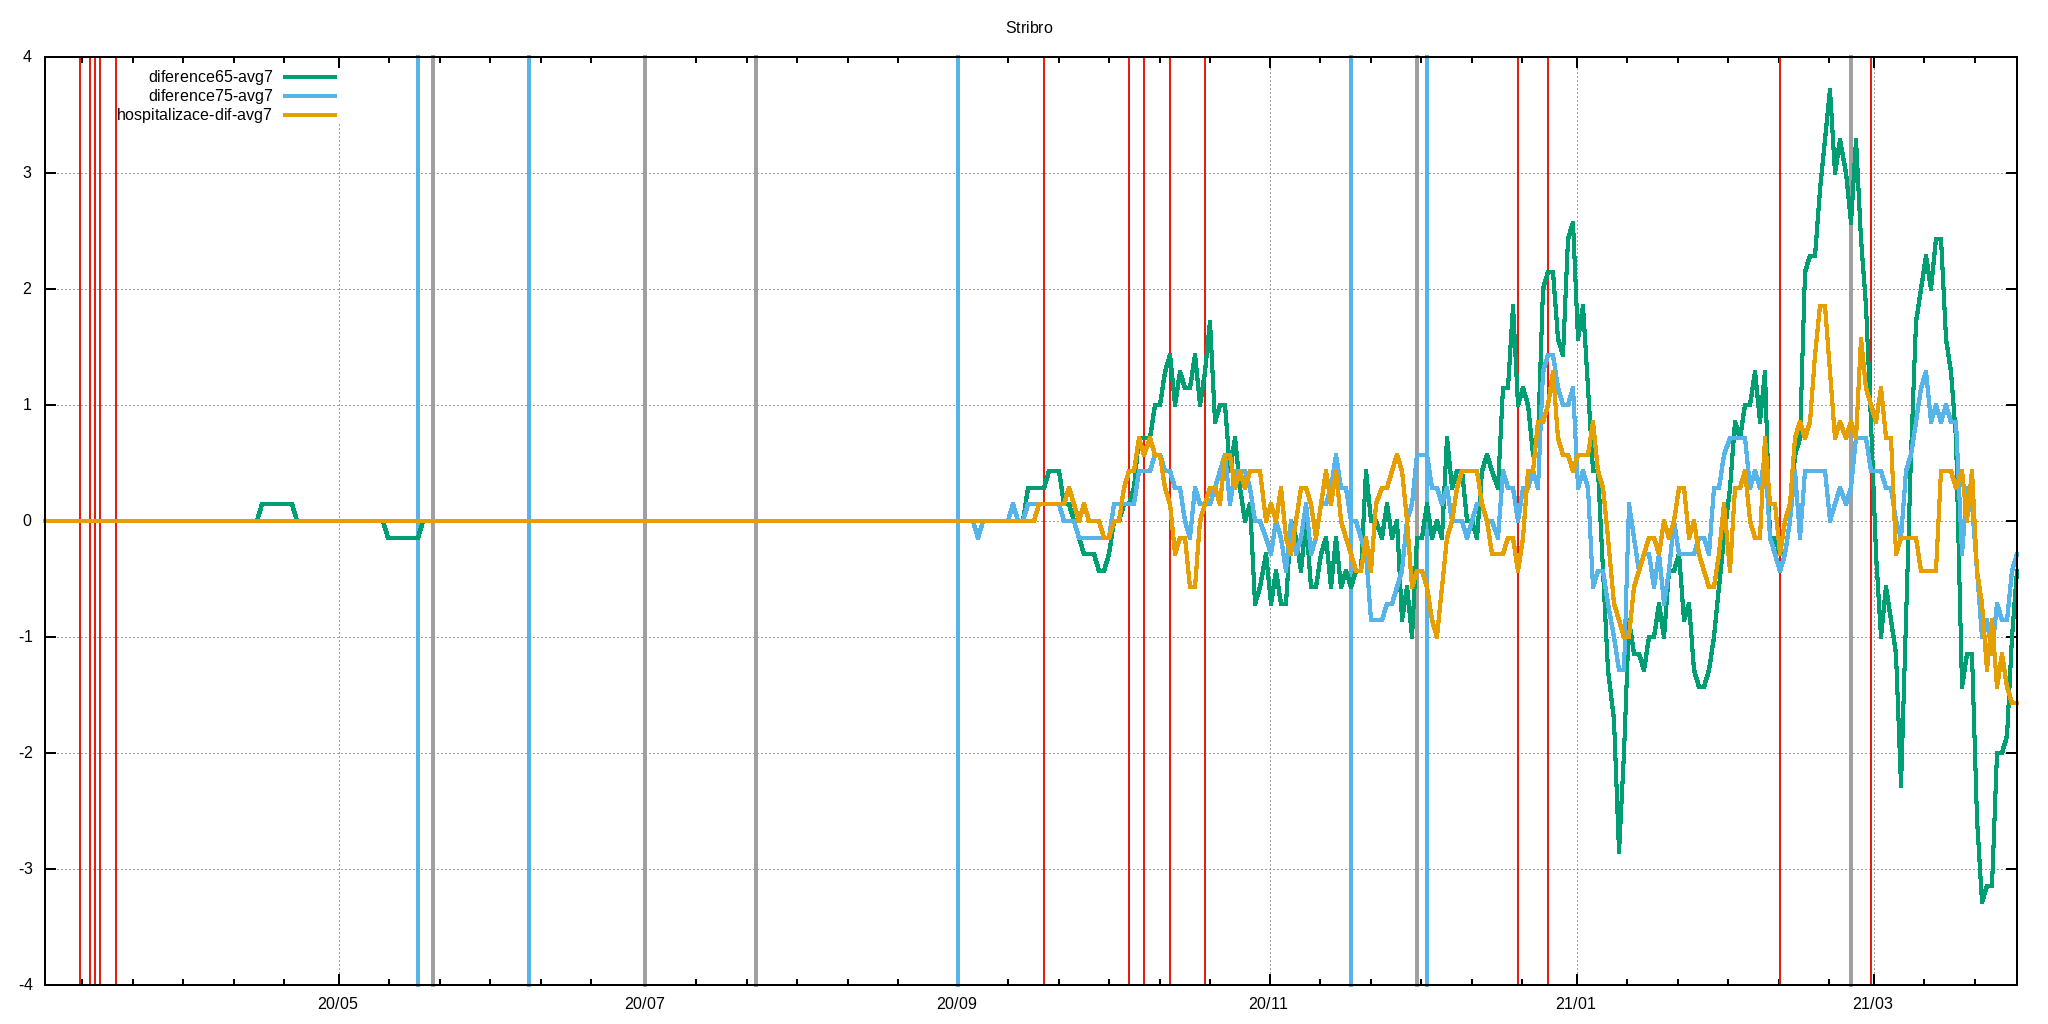 Stribro
diference65-avg7
diference75-avg7
hospitalizace-dif-avg7
4
3
2
1
0
-1
-2
-3
-4
20/05 20/07 20/09 20/11 21/01 21/03